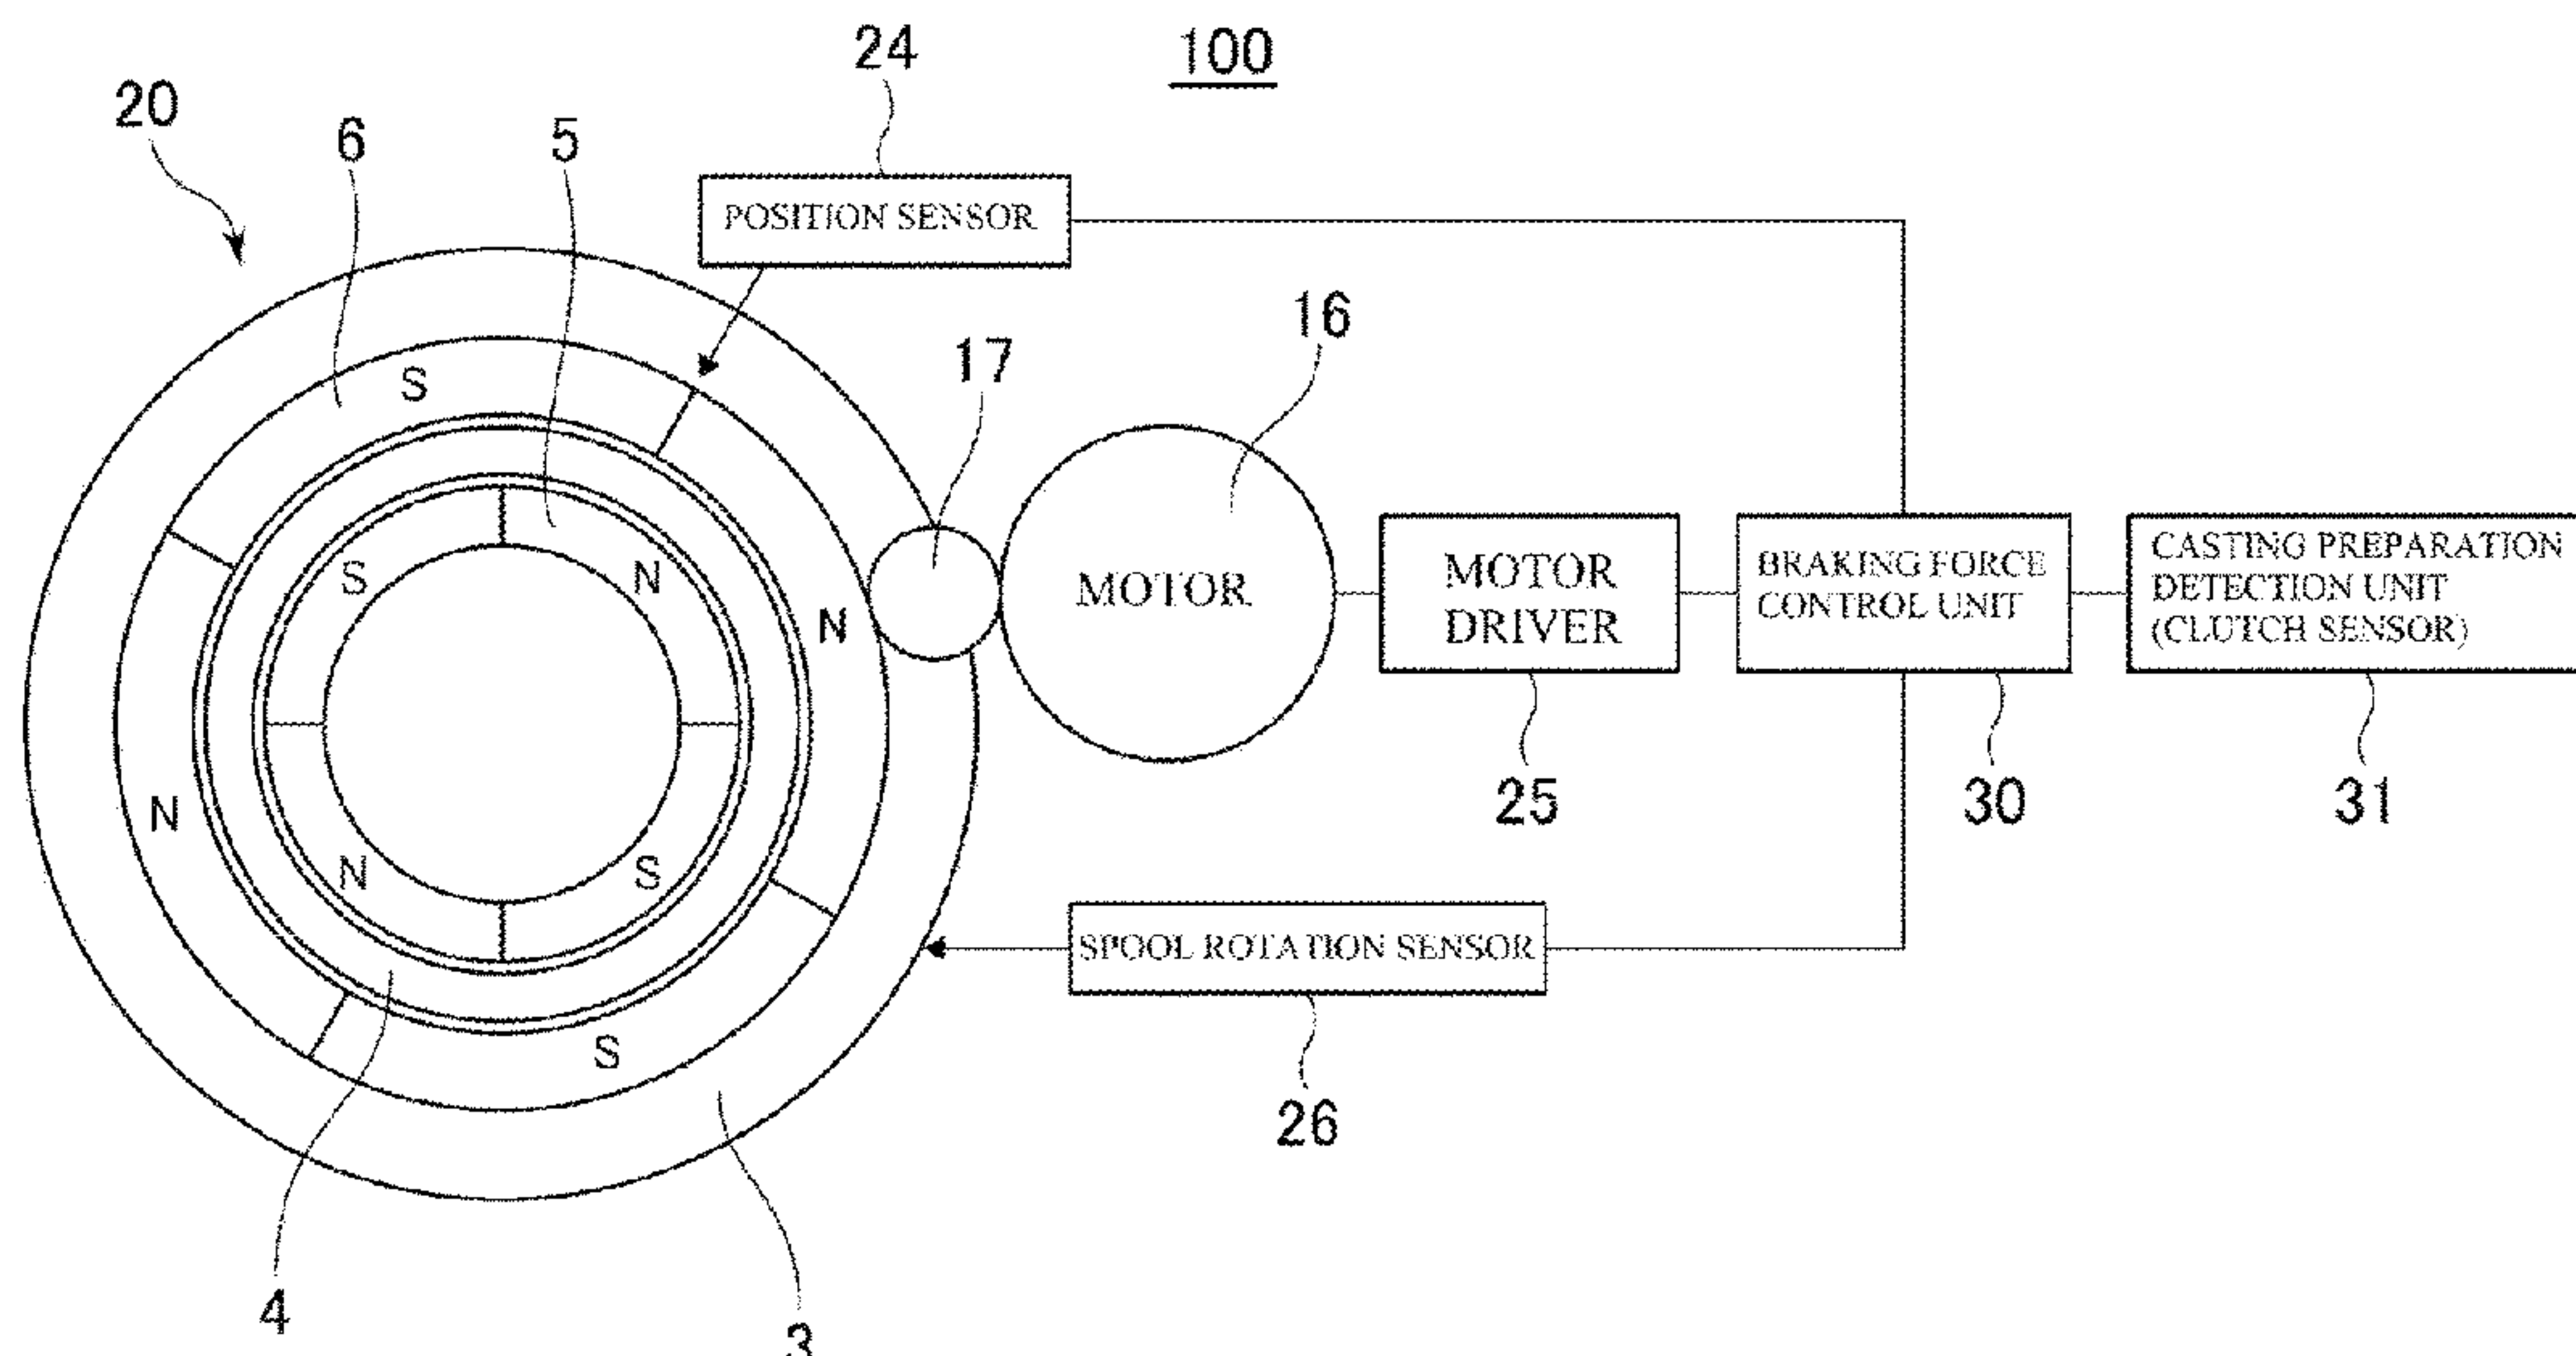 100
24
20
6
5
POSITION SENSOR
16
17
S
S
N
MOTOR
MOTOR
DRIVER
BRAKING FORCE
CONTROL UNIT
CASTING PREPARATION
DETECTION UNIT
(CLUTCH SENSOR)
N
N
25
30
31
N
S
SPOOL ROTATION SENSOR
S
26
4
3